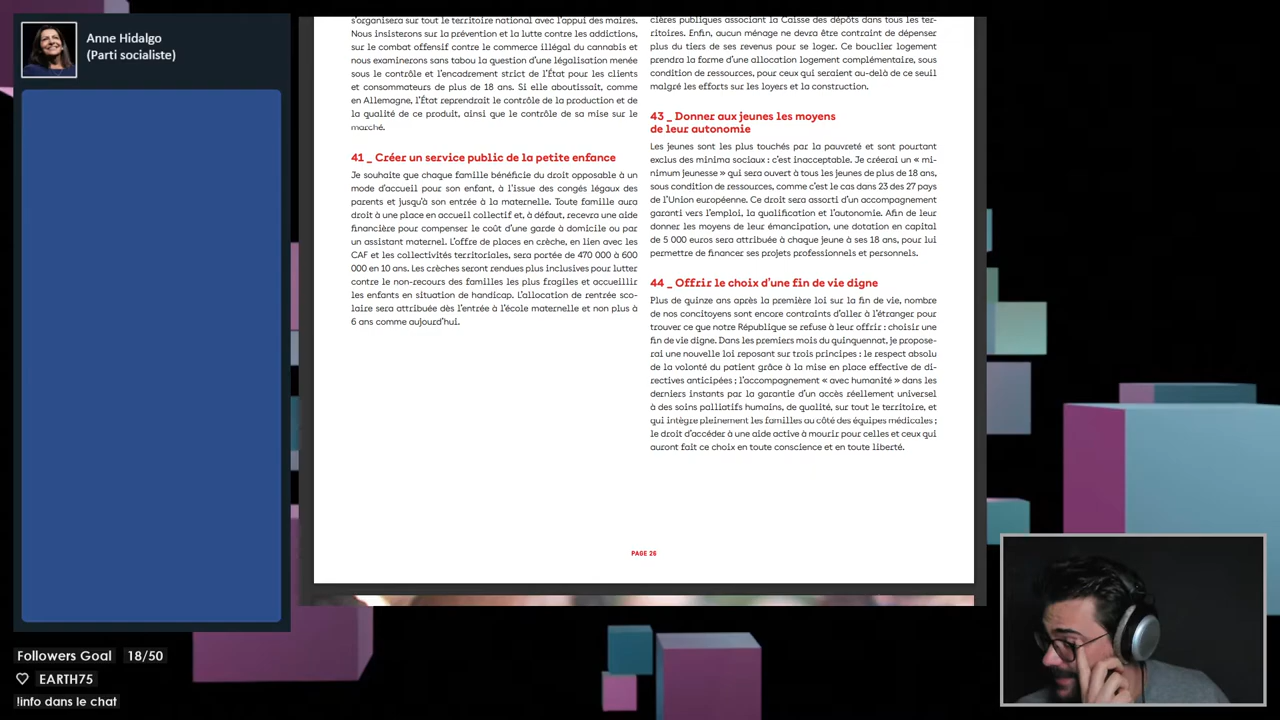 Anne Hidalgo
(Parti socialiste)
s'organisera sur tout le territoire national avec l'appui des maires.
Nous insisterons sur la prévention et la lutte contre les addictions,
sur le combat offensif contre le commerce illégal du cannabis et
nous examinerons sans tabou la question d'une légalisation menée
sous le contrôle et l'encadrement strict de l'État pour les clients
et consommateurs de plus de 18 ans. Si elle aboutissait, comme
en Allemagne, l'État reprendrait le contrôle de la production et de
la qualité de ce produit, ainsi que le contrôle de sa mise sur le
marché.
41 _ Créer un service public de la petite enfance
Je souhaite que chaque famille bénéficie du droit opposable à un
mode d'accueil pour son enfant, à l'issue des congés légaux des
parents et jusqu'à son entrée à la maternelle. Toute famille aura
droit à une place en accueil collectif et, à défaut, recevra une aide
financière pour compenser le coût d'une garde à domicile ou par
un assistant maternel. L'offre de places en crèche, en lien avec les
CAF et les collectivités territoriales, sera portée de 470 000 à 600
000 en 10 ans. Les crèches seront rendues plus inclusives pour lutter
contre le non-recours des familles les plus fragiles et accueillir
les enfants en situation de handicap. L'allocation de rentrée sco-
laire sera attribuée dès l'entrée à l'école maternelle et non plus à
6 ans comme aujourd'hui.
cières publiques associant la Caisse des dépôts dans tous les ter-
ritoires. Enfin, aucun ménage ne devra être contraint de dépenser
plus du tiers de ses revenus pour se loger. Ce bouclier logement
prendra la forme d'une allocation logement complémentaire, sous
condition de ressources, pour ceux qui seraient au-delà de ce seuil
malgré les efforts sur les loyers et la construction.
43 _ Donner aux jeunes les moyens
de leur autonomie
Les jeunes sont les plus touchés par la pauvreté et sont pourtant
exclus des minima sociaux : c'est inacceptable. Je créerai un « mi-
nimum jeunesse » qui sera ouvert à tous les jeunes de plus de 18 ans,
sous condition de ressources, comme c'est le cas dans 23 des 27 pays
de l'Union européenne. Ce droit sera assorti d'un accompagnement
garanti vers l'emploi, la qualification et l'autonomie. Afin de leur
donner les moyens de leur émancipation, une dotation en capital
de 5 000 euros sera attribuée à chaque jeune à ses 18 ans, pour lui
permettre de financer ses projets professionnels et personnels.
44 _ Offrir le choix d'une fin de vie digne
Plus de quinze ans après la première loi sur la fin de vie, nombre
de nos concitoyens sont encore contraints d'aller à l'étranger pour
trouver ce que notre République se refuse à leur offrir : choisir une
fin de vie digne. Dans les premiers mois du quinquennat, je propose-
rai une nouvelle loi reposant sur trois principes : le respect absolu
de la volonté du patient grâce à la mise en place effective de di-
rectives anticipées ; l'accompagnement « avec humanité » dans les
derniers instants par la garantie d'un accès réellement universel
à des soins palliatifs humains, de qualité, sur tout le territoire, et
qui intègre pleinement les familles au côté des équipes médicales ;
le droit d'accéder à une aide active à mourir pour celles et ceux qui
auront fait ce choix en toute conscience et en toute liberté.
PAGE 26
Followers Goal 18/50
EARTH75
!info dans le chat